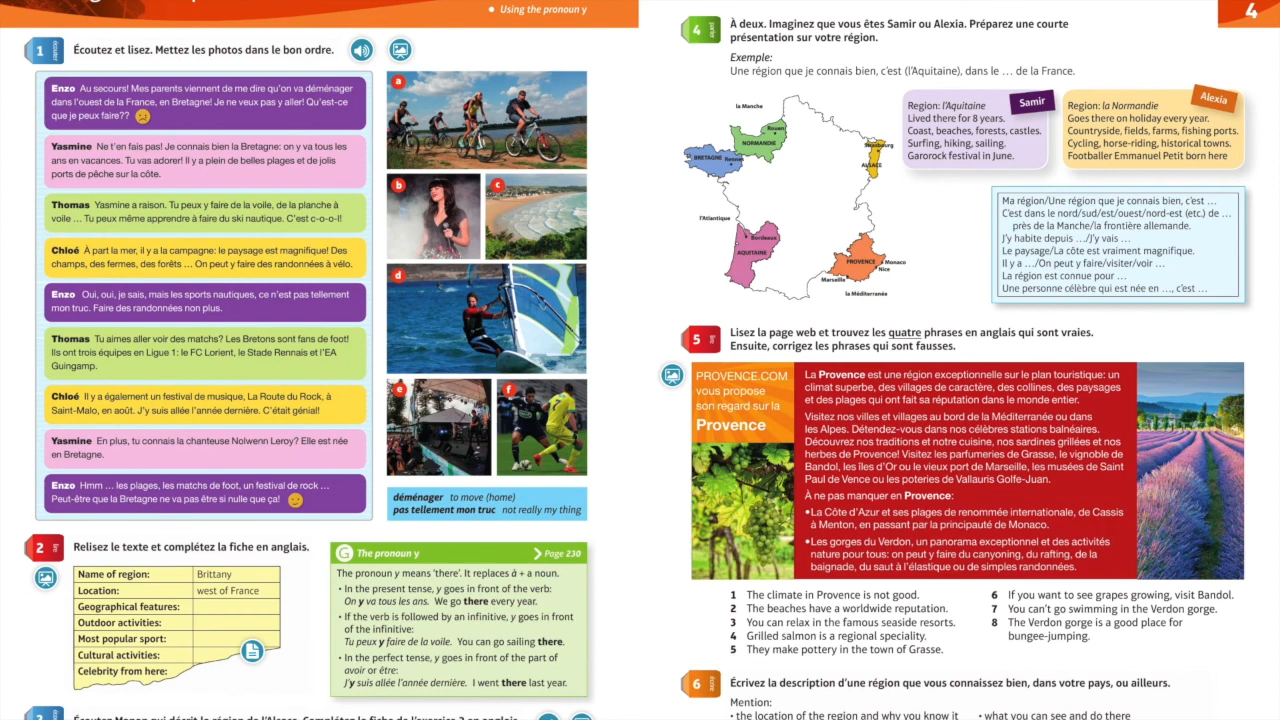 • Using the pronoun y
1 écouter Écoutez et lisez. Mettez les photos dans le bon ordre.
Enzo Au secours! Mes parents viennent de me dire qu'on va déménager
dans l'ouest de la France, en Bretagne! Je ne veux pas y aller! Qu'est-ce
que je peux faire??
Yasmine Ne t'en fais pas! Je connais bien la Bretagne: on y va tous les
ans en vacances. Tu vas adorer! Il y a plein de belles plages et de jolis
ports de pêche sur la côte.
Thomas Yasmine a raison. Tu peux y faire de la voile, de la planche à
voile ... Tu peux même apprendre à faire du ski nautique. C'est c-o-o-l!
Chloé À part la mer, il y a la campagne: le paysage est magnifique! Des
champs, des fermes, des forêts ... On peut y faire des randonnées à vélo.
Enzo Oui, oui, je sais, mais les sports nautiques, ce n'est pas tellement
mon truc. Faire des randonnées non plus.
Thomas Tu aimes aller voir des matchs? Les Bretons sont fans de foot!
Ils ont trois équipes en Ligue 1: le FC Lorient, le Stade Rennais et l'EA
Guingamp.
Chloé Il y a également un festival de musique, La Route du Rock, à
Saint-Malo, en août. J'y suis allée l'année dernière. C'était génial!
Yasmine En plus, tu connais la chanteuse Nolwenn Leroy? Elle est née
en Bretagne.
Enzo Hmm ... les plages, les matchs de foot, un festival de rock ...
Peut-être que la Bretagne ne va pas être si nulle que ça!
a
b
c
d
e
f
déménager to move (home)
pas tellement mon truc not really my thing
2 lire Relisez le texte et complétez la fiche en anglais.
Name of region: Brittany
Location: west of France
Geographical features:
Outdoor activities:
Most popular sport:
Cultural activities:
Celebrity from here:
G The pronoun y Page 230
The pronoun y means 'there'. It replaces à + a noun.
• In the present tense, y goes in front of the verb:
On y va tous les ans. We go there every year.
• If the verb is followed by an infinitive, y goes in front
of the infinitive:
Tu peux y faire de la voile. You can go sailing there.
• In the perfect tense, y goes in front of the part of
avoir or être:
J'y suis allée l'année dernière. I went there last year.
4
4 parler À deux. Imaginez que vous êtes Samir ou Alexia. Préparez une courte
présentation sur votre région.
Exemple:
Une région que je connais bien, c'est (l'Aquitaine), dans le ... de la France.
la Manche
Rouen
NORMANDIE
BRETAGNE
Rennes
Strasbourg
ALSACE
l'Atlantique
Bordeaux
AQUITAINE
PROVENCE
Monaco
Nice
Marseille
la Méditerranée
Samir
Region: l'Aquitaine
Lived there for 8 years.
Coast, beaches, forests, castles.
Surfing, hiking, sailing.
Garorock festival in June.
Alexia
Region: la Normandie
Goes there on holiday every year.
Countryside, fields, farms, fishing ports.
Cycling, horse-riding, historical towns.
Footballer Emmanuel Petit born here
Ma région/Une région que je connais bien, c'est ...
C'est dans le nord/sud/est/ouest/nord-est (etc.) de ...
près de la Manche/la frontière allemande.
J'y habite depuis .../J'y vais ...
Le paysage/La côte est vraiment magnifique.
Il y a .../On peut y faire/visiter/voir ...
La région est connue pour ...
Une personne célèbre qui est née en ..., c'est ...
5 lire Lisez la page web et trouvez les quatre phrases en anglais qui sont vraies.
Ensuite, corrigez les phrases qui sont fausses.
PROVENCE.COM
vous propose
son regard sur la
Provence
La Provence est une région exceptionnelle sur le plan touristique: un
climat superbe, des villages de caractère, des collines, des paysages
et des plages qui ont fait sa réputation dans le monde entier.
Visitez nos villes et villages au bord de la Méditerranée ou dans
les Alpes. Détendez-vous dans nos célèbres stations balnéaires.
Découvrez nos traditions et notre cuisine, nos sardines grillées et nos
herbes de Provence! Visitez les parfumeries de Grasse, le vignoble de
Bandol, les îles d'Or ou le vieux port de Marseille, les musées de Saint
Paul de Vence ou les poteries de Vallauris Golfe-Juan.
À ne pas manquer en Provence:
•La Côte d'Azur et ses plages de renommée internationale, de Cassis
à Menton, en passant par la principauté de Monaco.
•Les gorges du Verdon, un panorama exceptionnel et des activités
nature pour tous: on peut y faire du canyoning, du rafting, de la
baignade, du saut à l'élastique ou de simples randonnées.
1 The climate in Provence is not good.
2 The beaches have a worldwide reputation.
3 You can relax in the famous seaside resorts.
4 Grilled salmon is a regional speciality.
5 They make pottery in the town of Grasse.
6 If you want to see grapes growing, visit Bandol.
7 You can't go swimming in the Verdon gorge.
8 The Verdon gorge is a good place for
bungee-jumping.
6 écrire Écrivez la description d'une région que vous connaissez bien, dans votre pays, ou ailleurs.
Mention:
• the location of the region and why you know it
• what you can see and do there